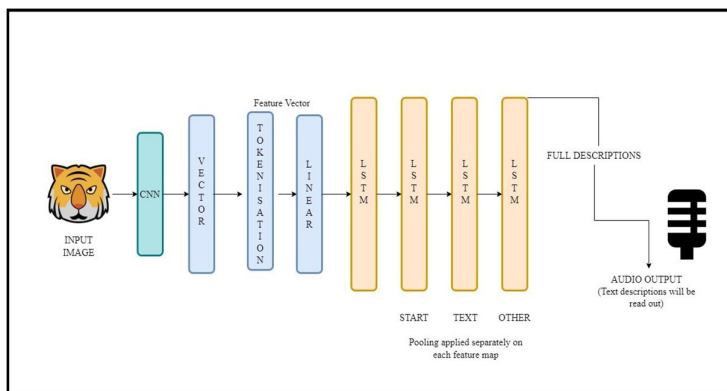 Feature Vector
CNN
VECTOR
TOKENISATION
LINEAR
LSTM
LSTM
LSTM
LSTM
FULL DESCRIPTIONS
INPUT
IMAGE
AUDIO OUTPUT
(Text descriptions will be
read out)
START
TEXT
OTHER
Pooling applied separately on
each feature map